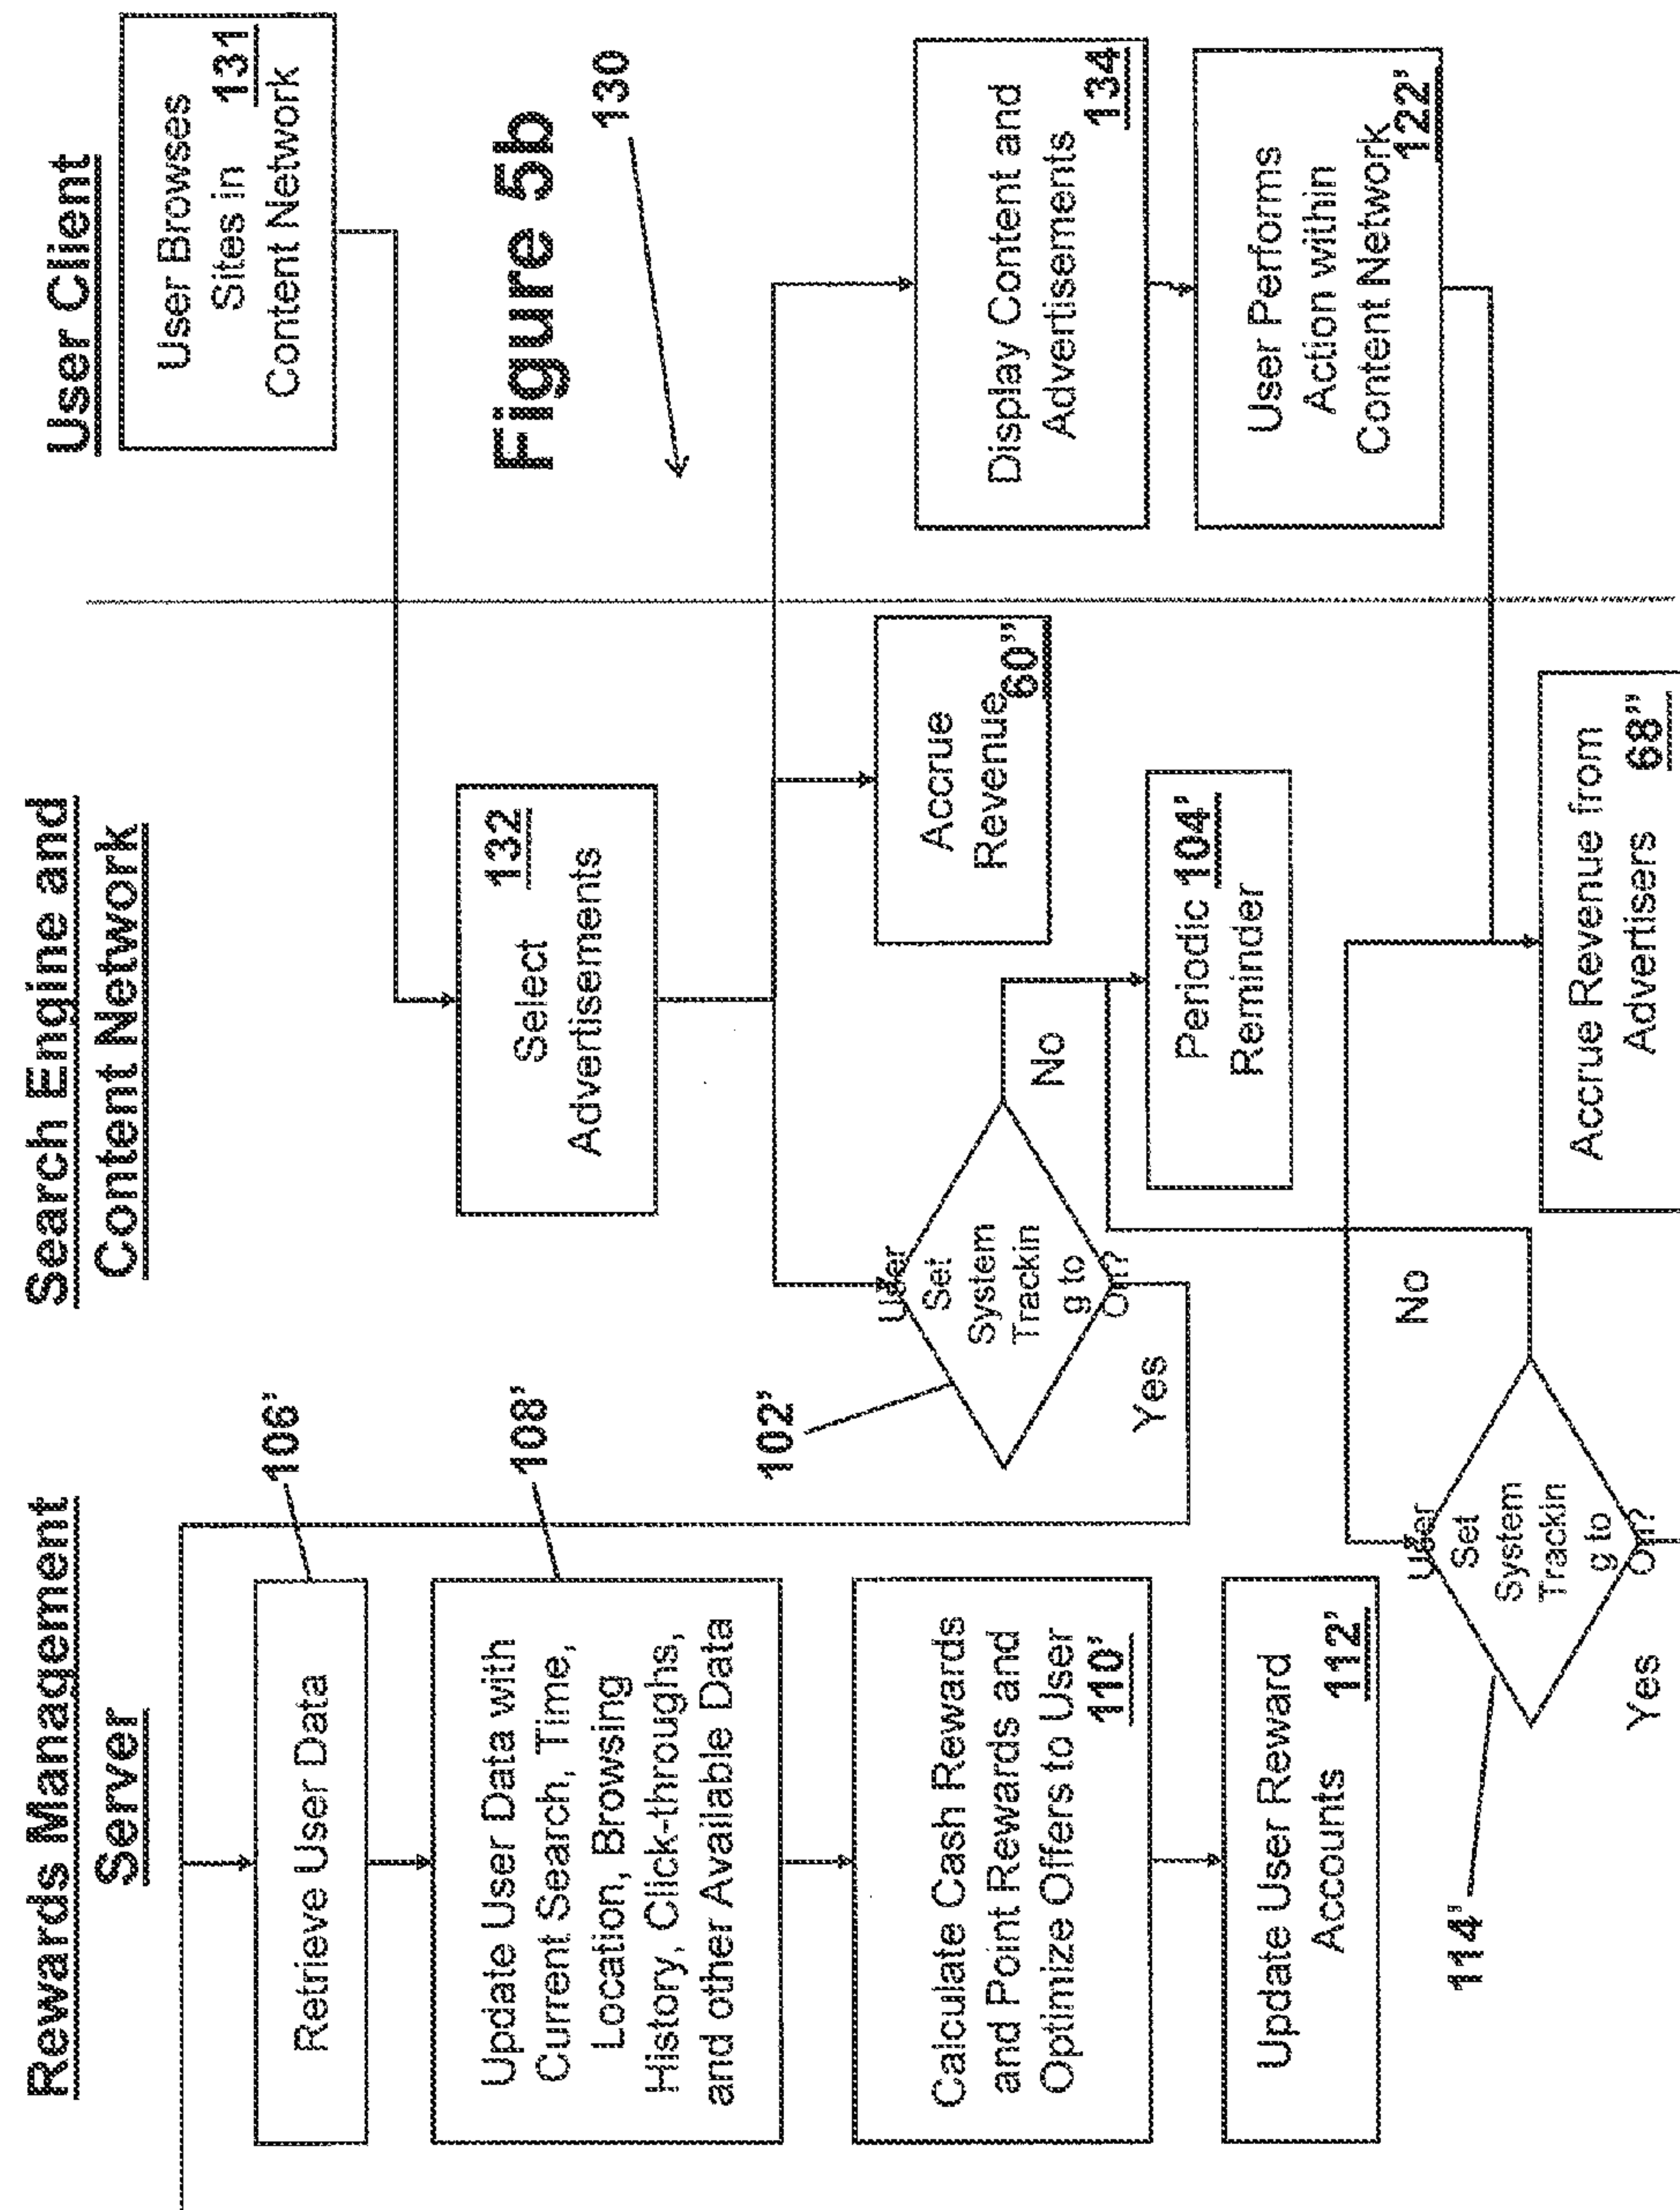 Rewards Management
Server
Search Engine and
Content Network
User Client
User Browses
Sites in 131
Content Network
Figure 5b
130
132
Select
Advertisements
Accrue
Revenue
60”
Display Content and
Advertisements
134
User Performs
Action within
Content Network
122’
106’
Retrieve User Data
108’
Update User Data with
Current Search, Time,
Location, Browsing
History, Click-throughs,
and other Available Data
102’
User
Set
System
Trackin
g to
On?
No
Yes
Periodic 104’
Reminder
Calculate Cash Rewards
and Point Rewards and
Optimize Offers to User
110’
Update User Reward
Accounts 112’
114’
User
Set
System
Trackin
g to
On?
No
Yes
Accrue Revenue from
Advertisers 68”